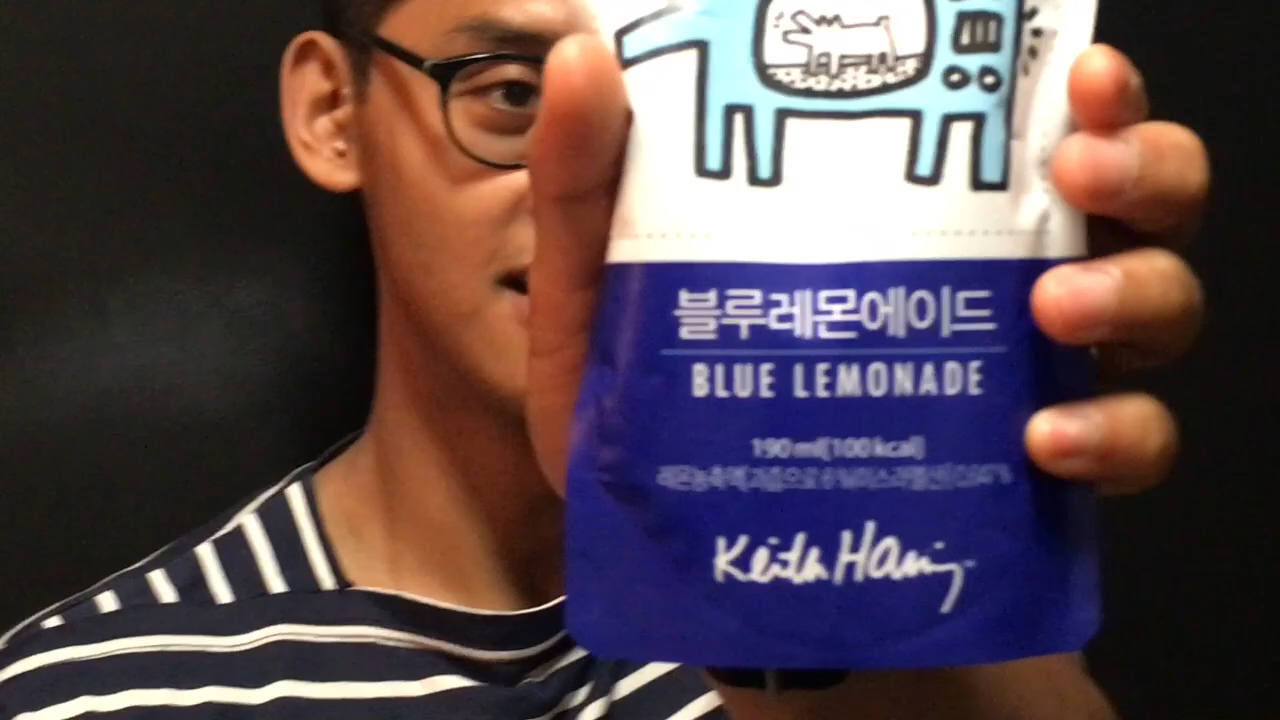 블루레몬에이드
BLUE LEMONADE
190 ml(100 kcal)
Keith Haring